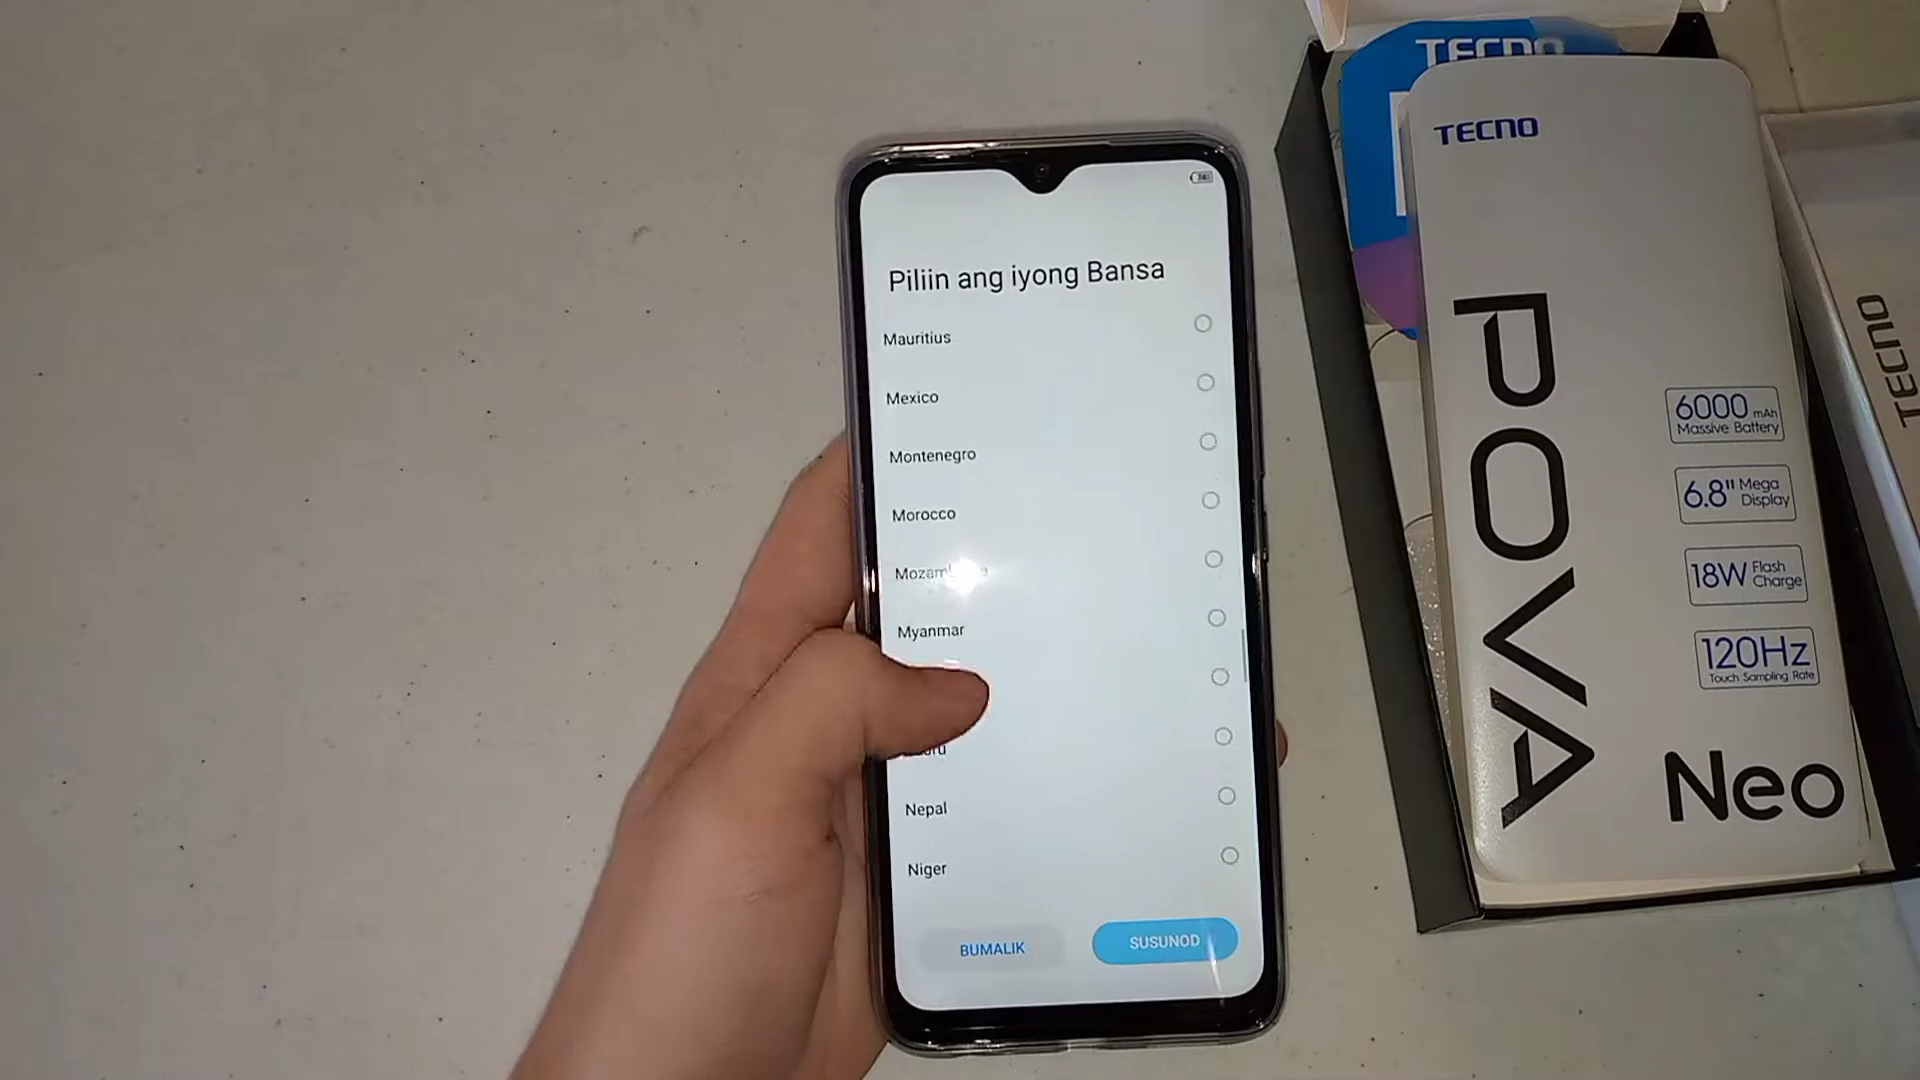 Piliin ang iyong Bansa
Mauritius
Mexico
Montenegro
Morocco
Myanmar
Nepal
Niger
BUMALIK
SUSUNOD
TECNO
TECNO
POVA
Neo
6000 mAh
Massive Battery
6.8" Mega
Display
18W Flash
Charge
120Hz
Touch Sampling Rate
TECNO